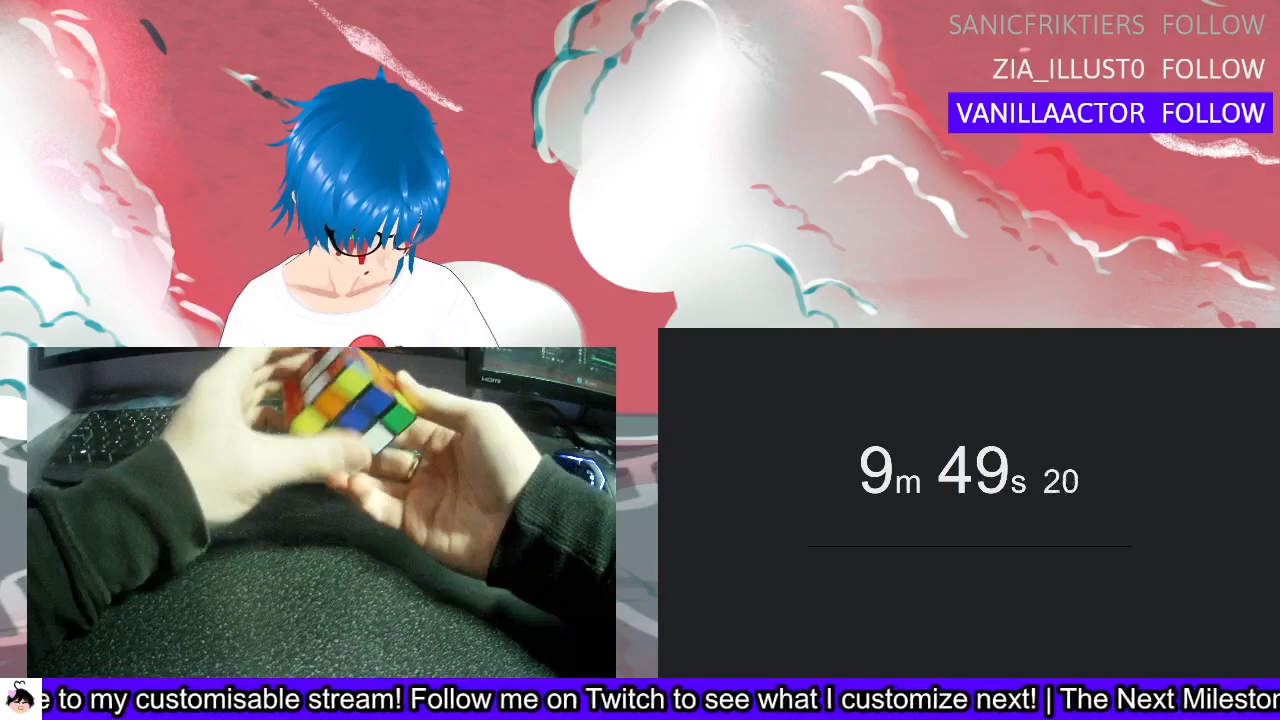 SANICFRIKTIERS FOLLOW
ZIA_ILLUST0 FOLLOW
VANILLAACTOR FOLLOW
9m 49s 20
to my customisable stream! Follow me on Twitch to see what I customize next! | The Next